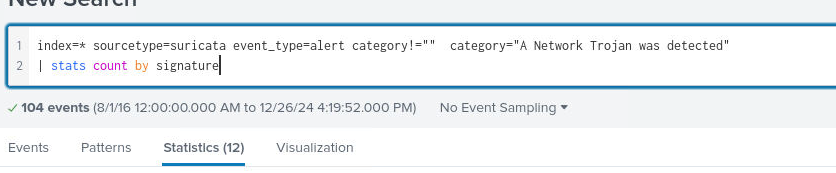 New Search
1 index=* sourcetype=suricata event_type=alert category!="" category="A Network Trojan was detected"
2 | stats count by signature
✓ 104 events (8/1/16 12:00:00.000 AM to 12/26/24 4:19:52.000 PM) No Event Sampling
Events Patterns Statistics (12) Visualization